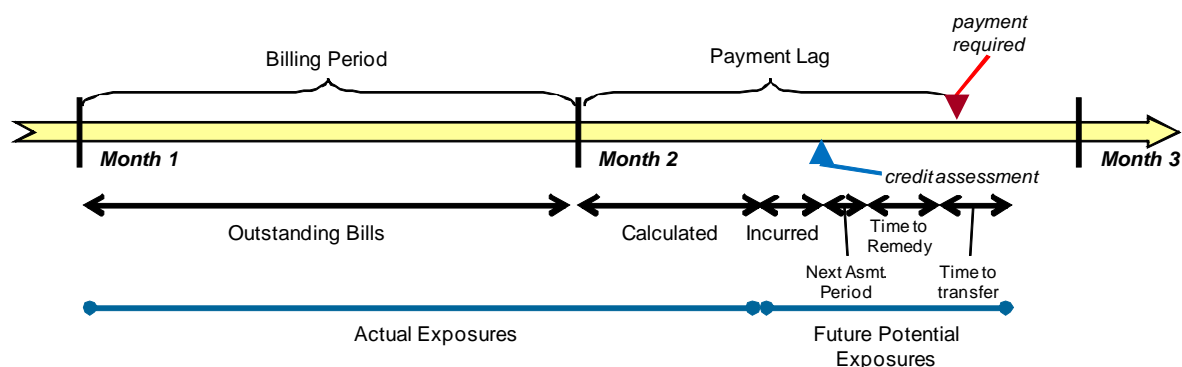 payment
required
Billing Period
Payment Lag
Month 1
Month 2
Month 3
credit assessment
Outstanding Bills
Calculated
Incurred
Time to
Remedy
Next Asmt.
Period
Time to
transfer
Actual Exposures
Future Potential
Exposures